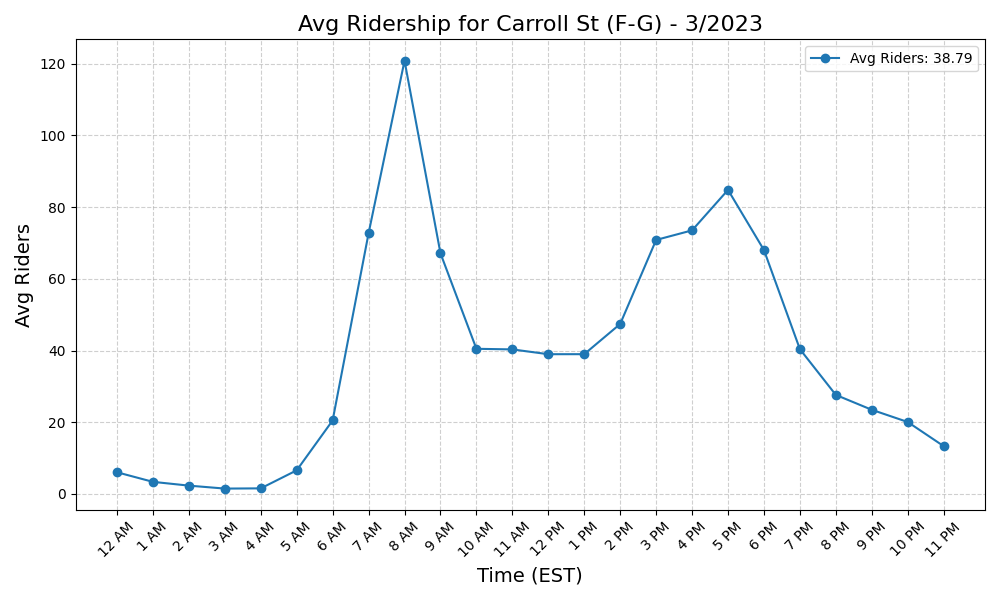 Avg Ridership for Carroll St (F-G) - 3/2023
Avg Riders: 38.79
Avg Riders
120
100
80
60
40
20
0
12 AM
1 AM
2 AM
3 AM
4 AM
5 AM
6 AM
7 AM
8 AM
9 AM
10 AM
11 AM
12 PM
1 PM
2 PM
3 PM
4 PM
5 PM
6 PM
7 PM
8 PM
9 PM
10 PM
11 PM
Time (EST)